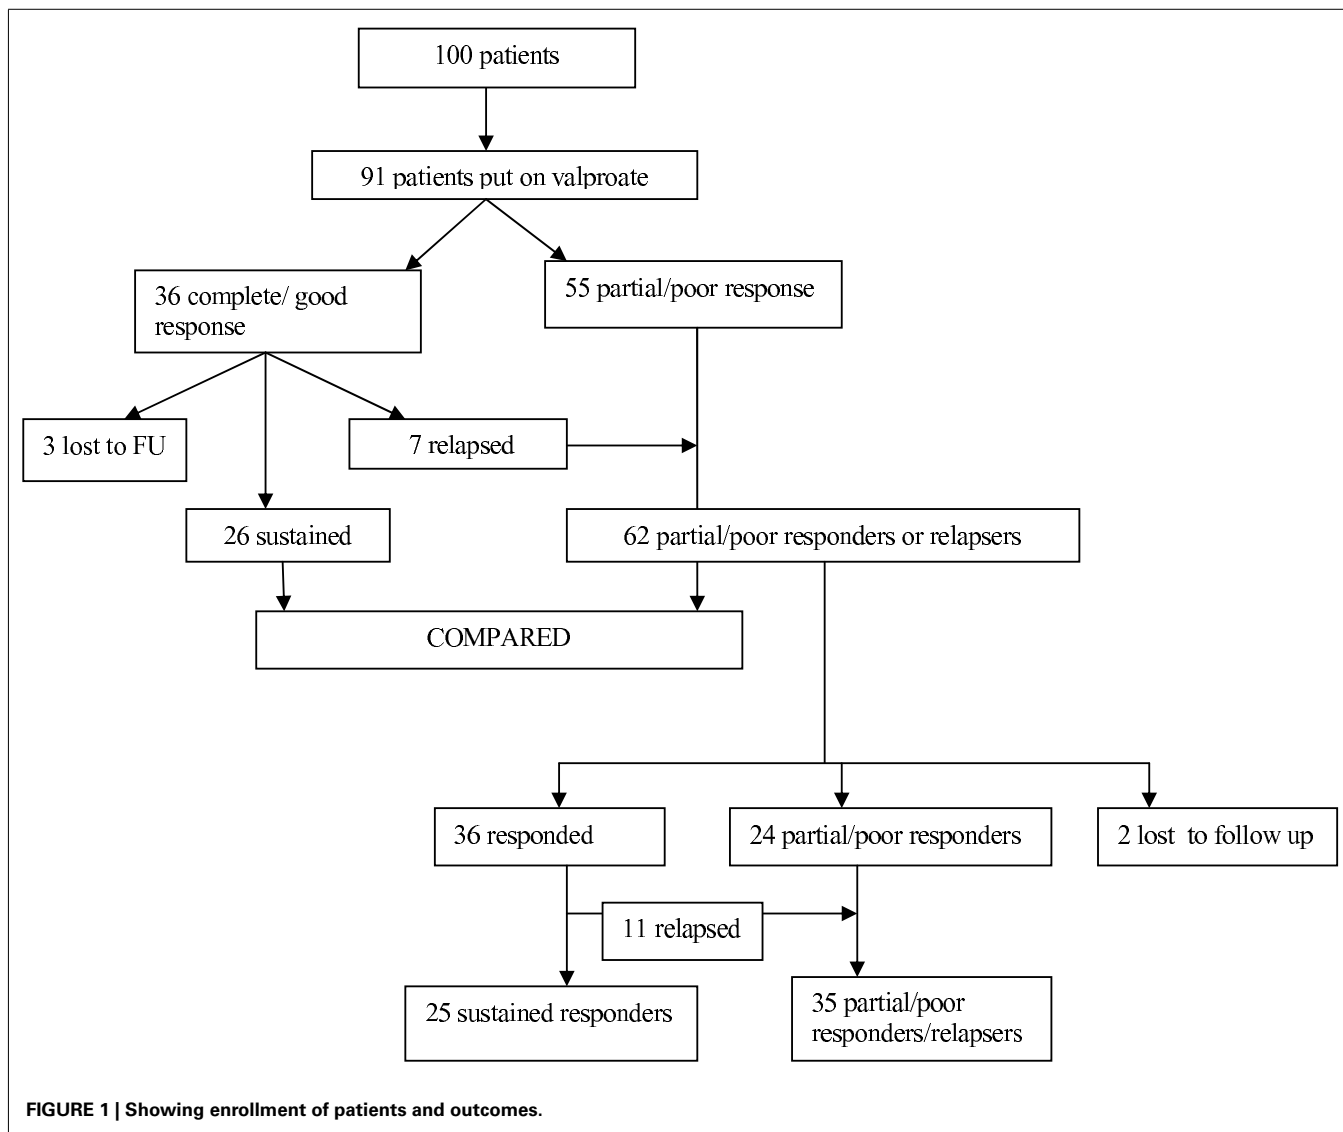 100 patients
91 patients put on valproate
36 complete/ good
response
55 partial/poor response
3 lost to FU
7 relapsed
26 sustained
62 partial/poor responders or relapsers
COMPARED
36 responded
24 partial/poor responders
2 lost to follow up
11 relapsed
25 sustained responders
35 partial/poor
responders/relapsers
FIGURE 1 | Showing enrollment of patients and outcomes.